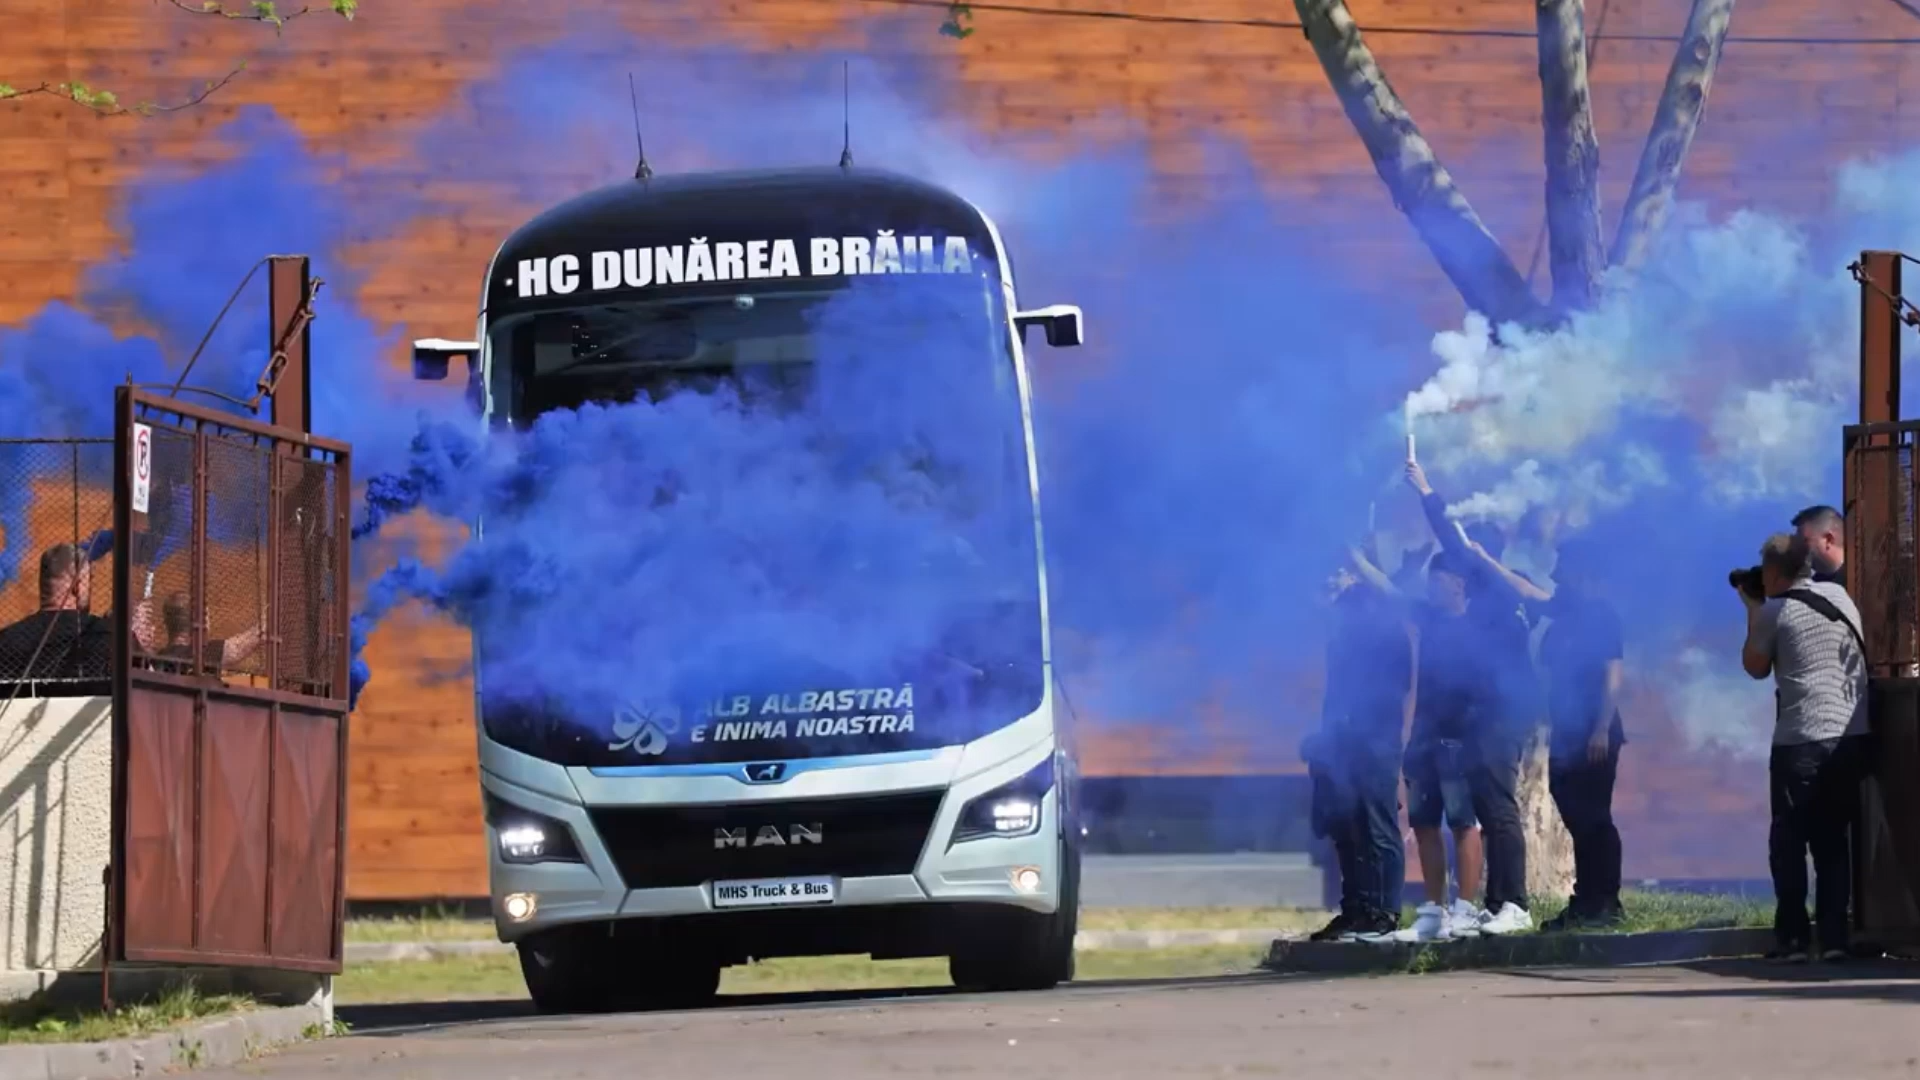 HC DUNĂREA BRĂILA
ALB ALBASTRĂ
E INIMA NOASTRĂ
MAN
MHS Truck & Bus